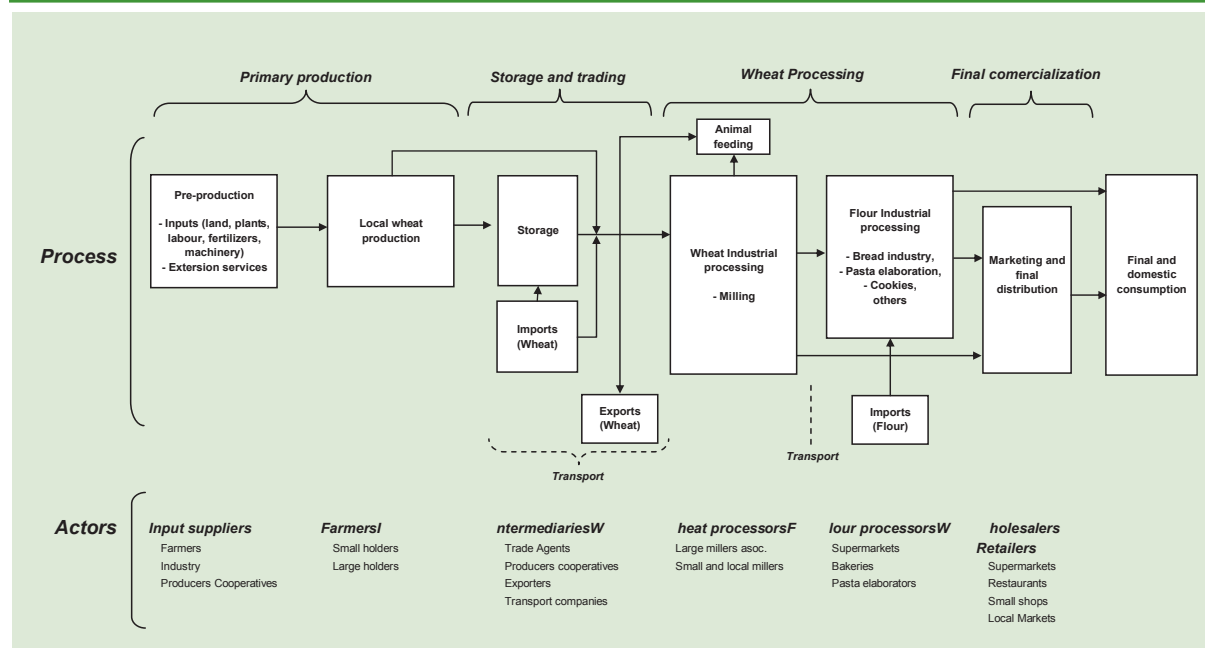 Primary production
Storage and trading
Wheat Processing
Final comercialization
Process
Pre-production
- Inputs (land, plants,
labour, fertilizers,
machinery)
- Extersion services
Local wheat
production
Storage
Imports
(Wheat)
Exports
(Wheat)
Transport
Animal
feeding
Wheat Industrial
processing
- Milling
Flour Industrial
processing
- Bread industry,
- Pasta elaboration,
- Cookies,
others
Imports
(Flour)
Transport
Marketing and
final
distribution
Final and
domestic
consumption
Actors
Input suppliers
Farmers
Industry
Producers Cooperatives
FarmersI
Small holders
Large holders
ntermediariesW
Trade Agents
Producers cooperatives
Exporters
Transport companies
heat processorsF
Large millers asoc.
Small and local millers
lour processorsW
Supermarkets
Bakeries
Pasta elaborators
holesalers
Retailers
Supermarkets
Restaurants
Small shops
Local Markets